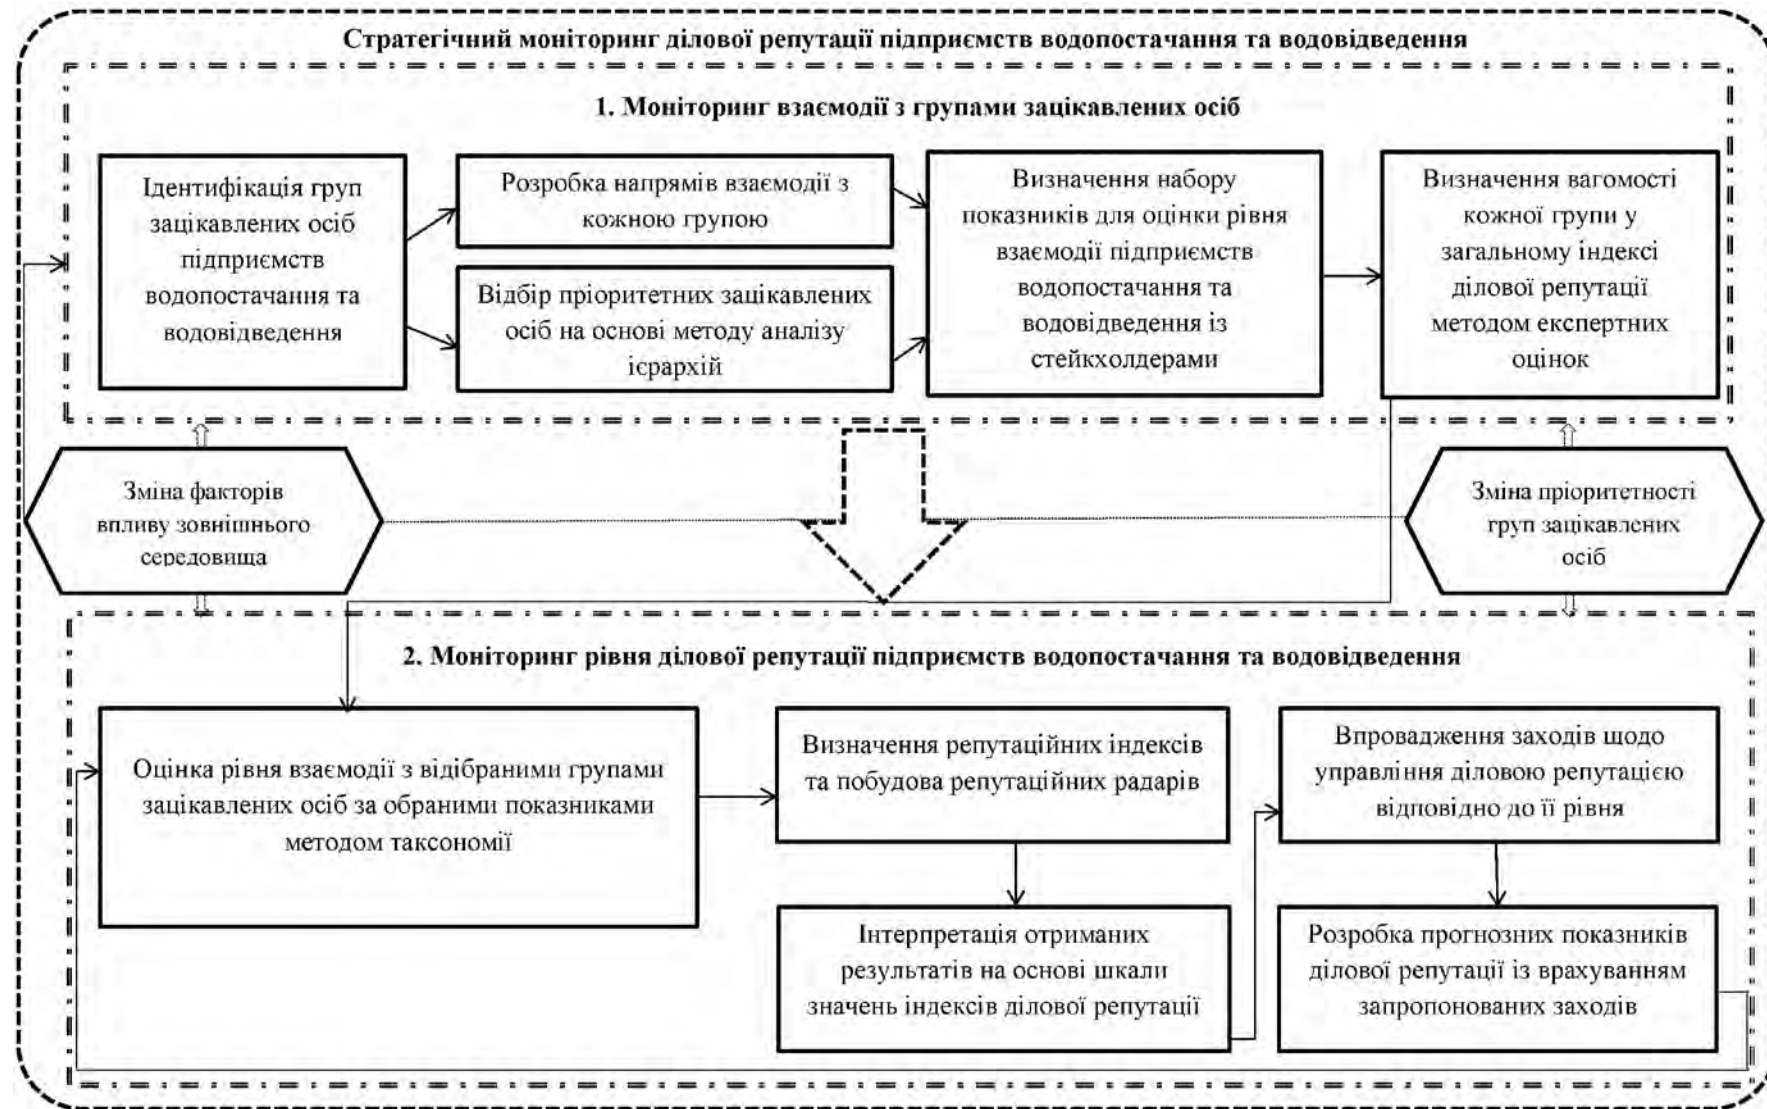 Стратегічний моніторинг ділової репутації підприємств водопостачання та водовідведення
1. Моніторинг взаємодії з групами зацікавлених осіб
Ідентифікація груп
зацікавлених осіб
підприємств
водопостачання та
водовідведення
Розробка напрямів взаємодії з
кожною групою
Відбір пріоритетних зацікавлених
осіб на основі методу аналізу
ієрархій
Визначення набору
показників для оцінки рівня
взаємодії підприємств
водопостачання та
водовідведення із
стейкхолдерами
Визначення вагомості
кожної групи у
загальному індексі
ділової репутації
методом експертних
оцінок
Зміна факторів
впливу зовнішнього
середовища
Зміна пріоритетності
груп зацікавлених
осіб
2. Моніторинг рівня ділової репутації підприємств водопостачання та водовідведення
Оцінка рівня взаємодії з відібраними групами
зацікавлених осіб за обраними показниками
методом таксономії
Визначення репутаційних індексів
та побудова репутаційних радарів
Інтерпретація отриманих
результатів на основі шкали
значень індексів ділової репутації
Впровадження заходів щодо
управління діловою репутацією
відповідно до її рівня
Розробка прогнозних показників
ділової репутації із врахуванням
запропонованих заходів